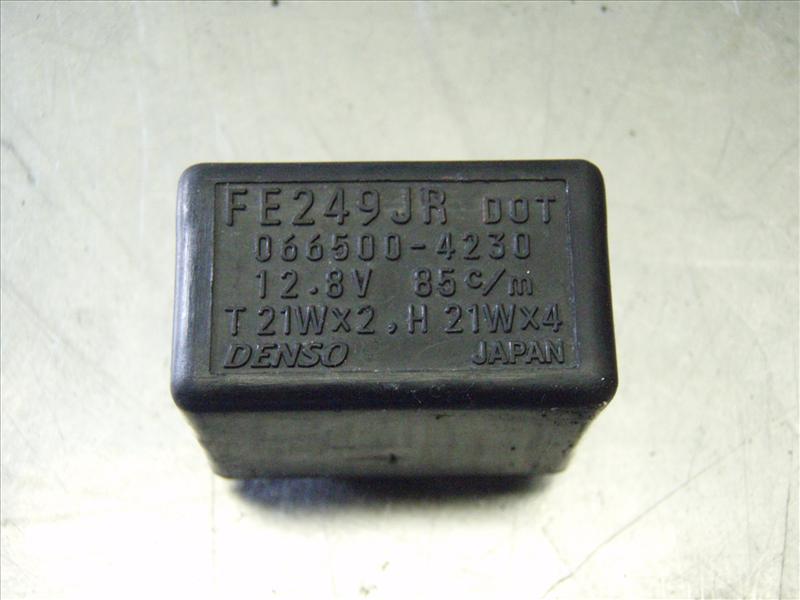 FE249JR DOT
066500-4230
12.8V 85c/m
T 21W×2, H 21W×4
DENSO JAPAN